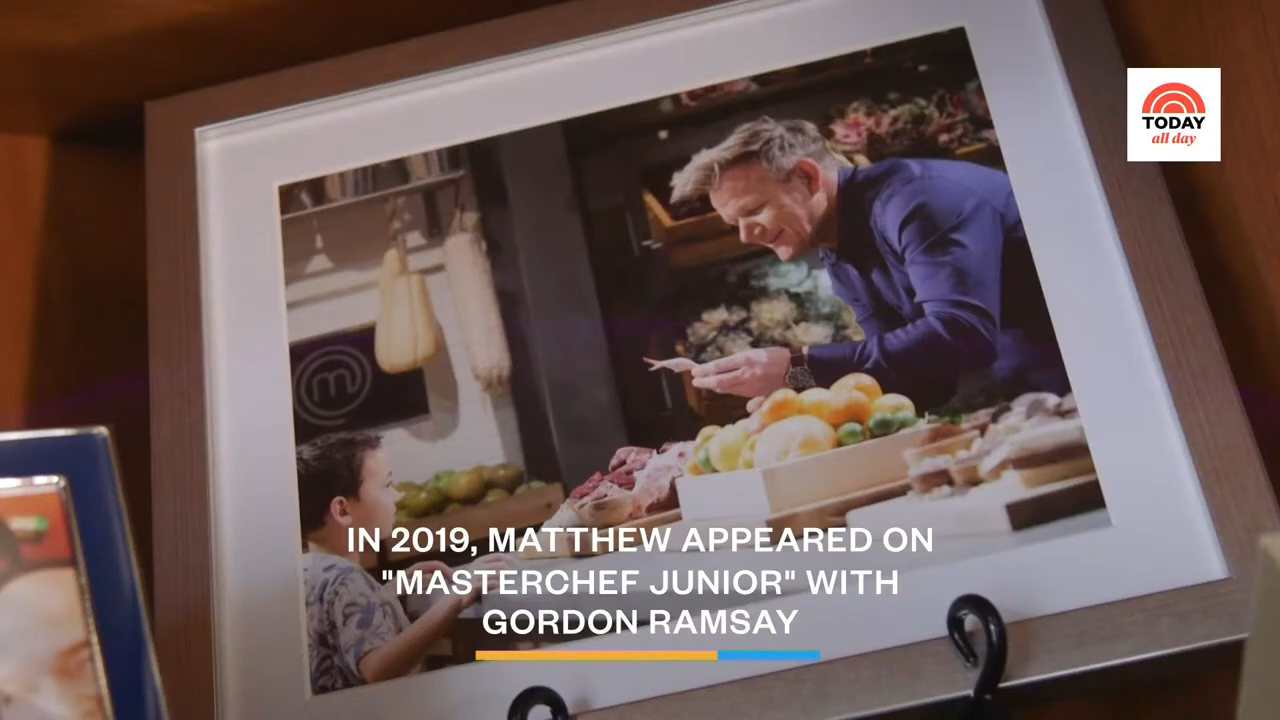 TODAY
all day
m
IN 2019, MATTHEW APPEARED ON
"MASTERCHEF JUNIOR" WITH
GORDON RAMSAY